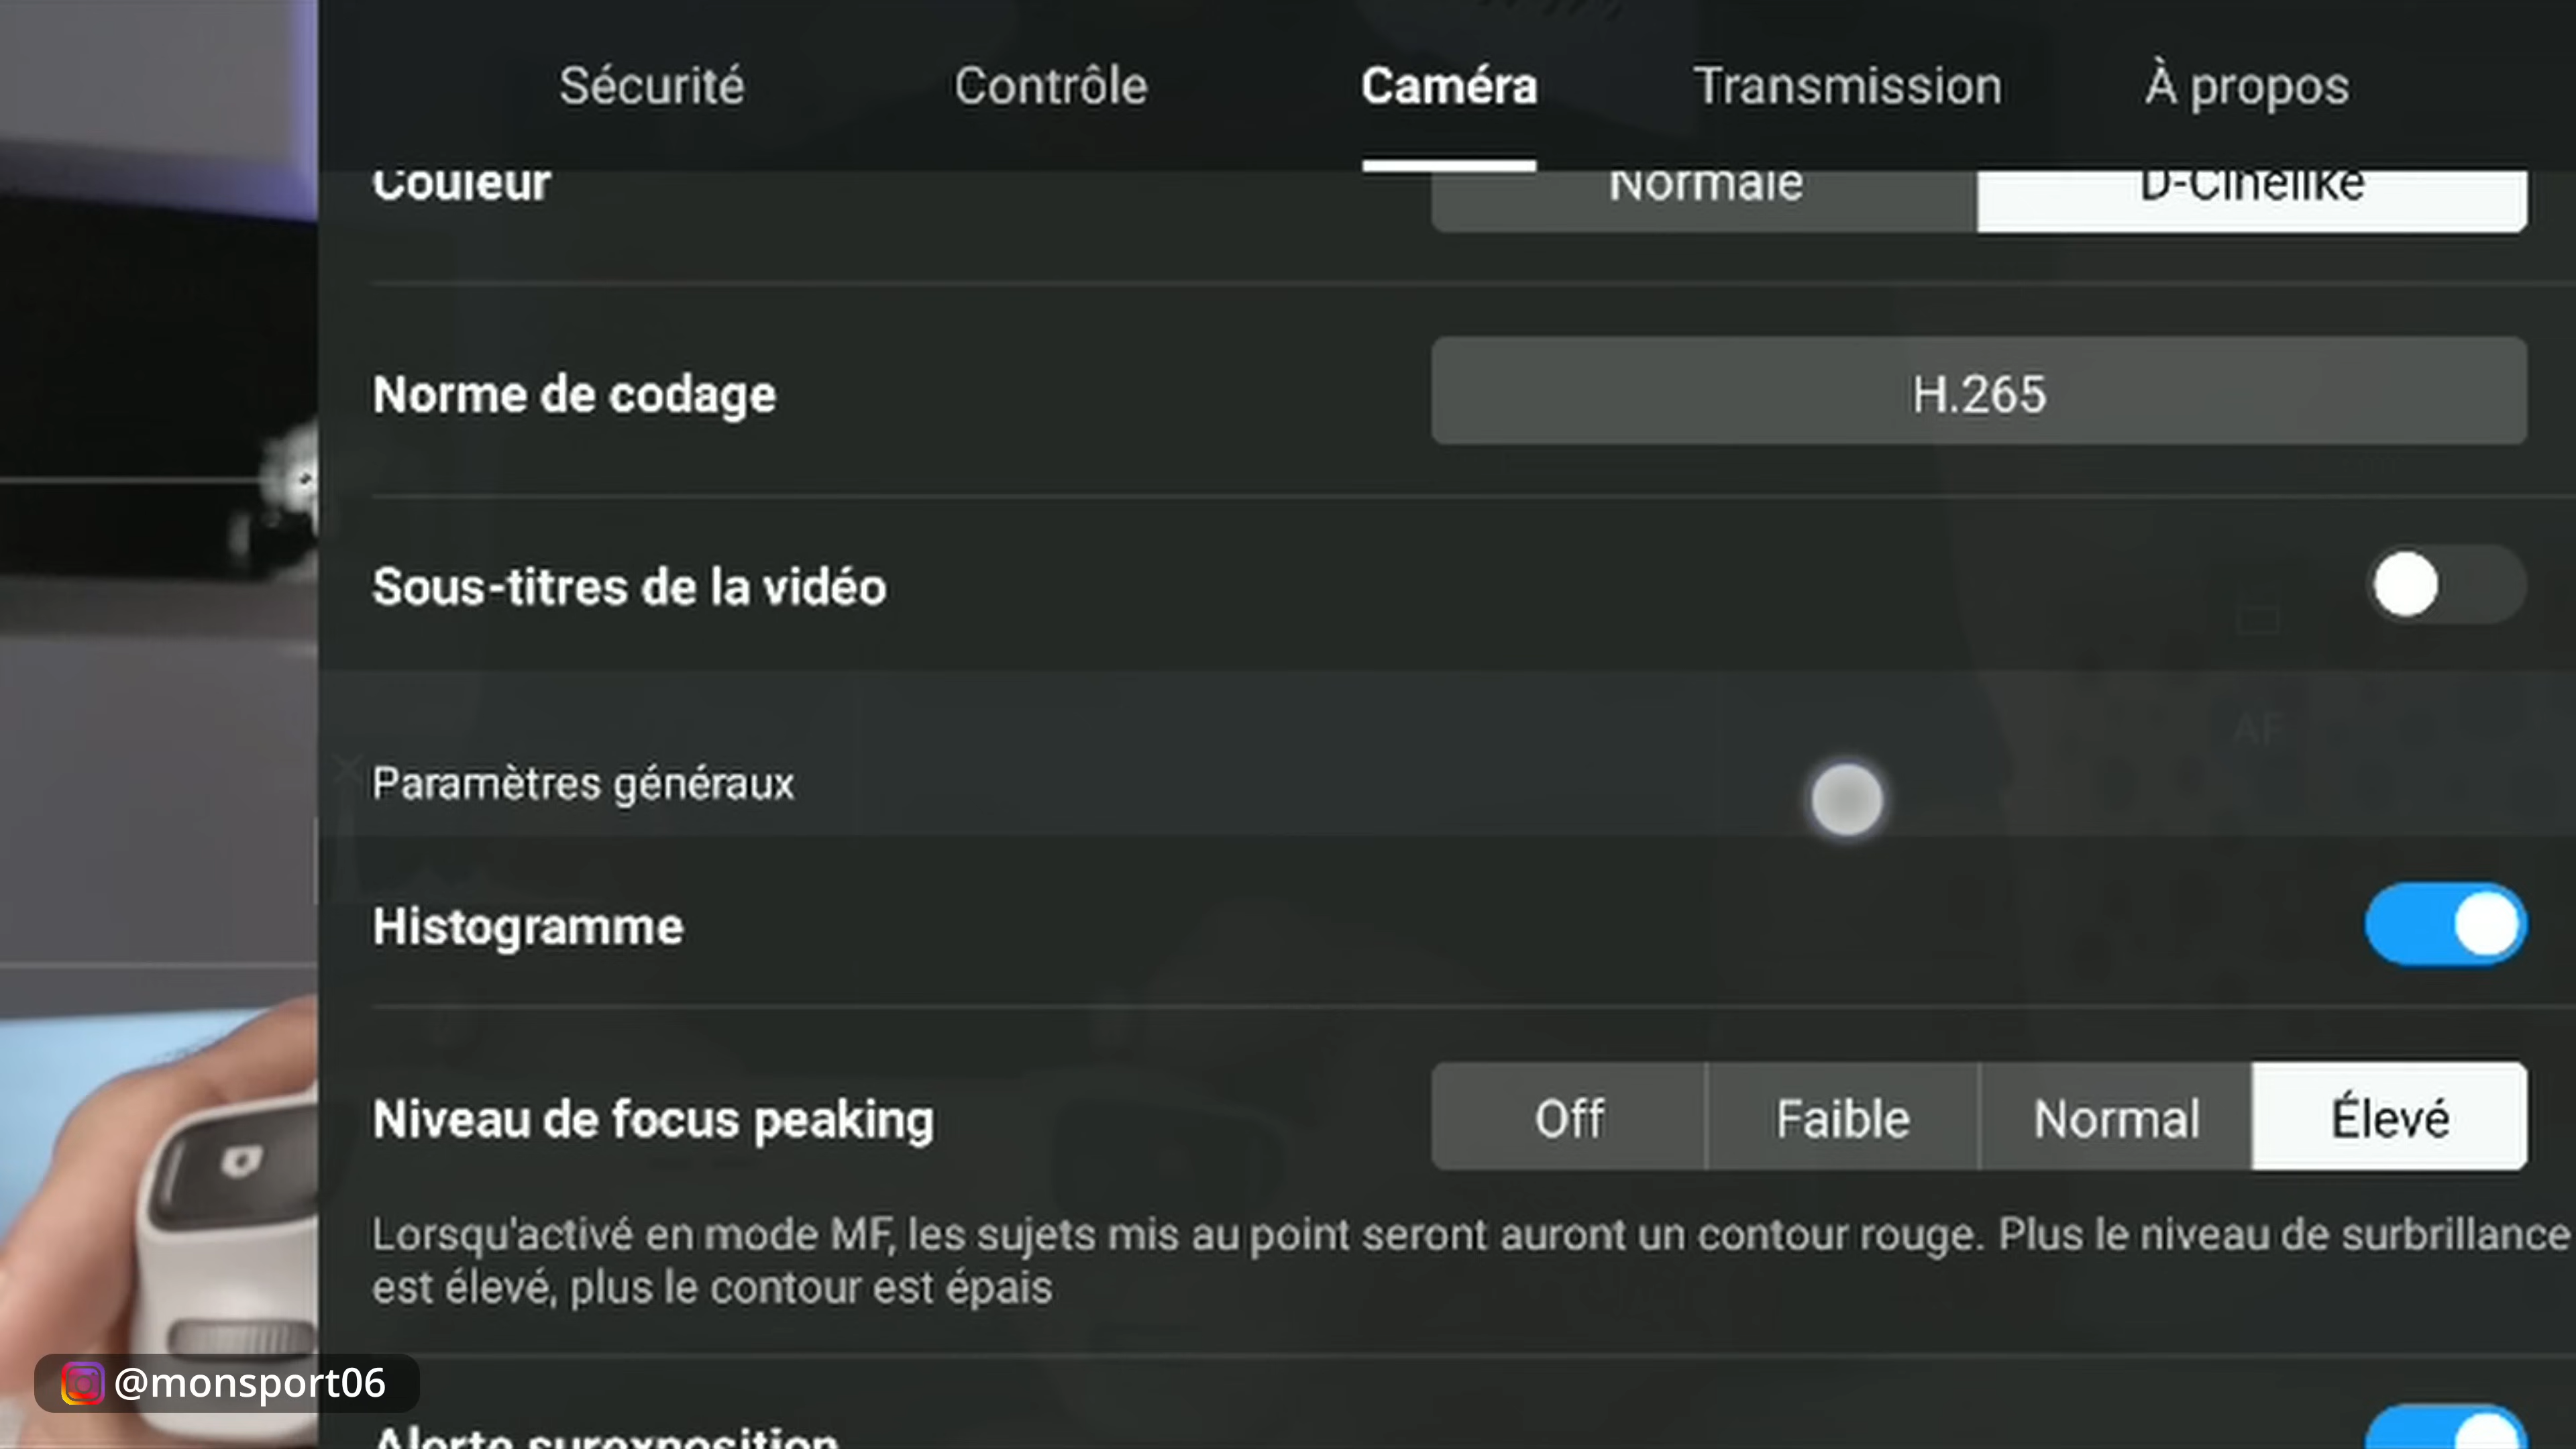 Sécurité Contrôle Caméra Transmission À propos
Couleur Normale D-Cinelike
Norme de codage H.265
Sous-titres de la vidéo
AF
Paramètres généraux
Histogramme
Niveau de focus peaking Off Faible Normal Élevé
Lorsqu'activé en mode MF, les sujets mis au point seront auront un contour rouge. Plus le niveau de surbrillance
est élevé, plus le contour est épais
@monsport06
Alerte surexposition